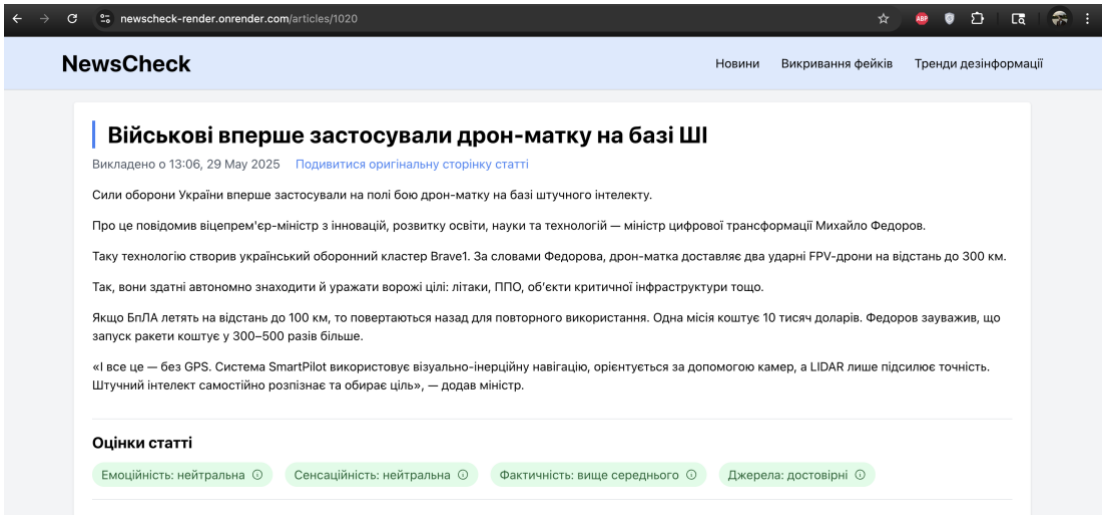 newscheck-render.onrender.com/articles/1020
ABP
NewsCheck
Новини Викривання фейків Тренди дезінформації
Військові вперше застосували дрон-матку на базі ШІ
Викладено о 13:06, 29 May 2025 Подивитися оригінальну сторінку статті
Сили оборони України вперше застосували на полі бою дрон-матку на базі штучного інтелекту.
Про це повідомив віцепрем'єр-міністр з інновацій, розвитку освіти, науки та технологій — міністр цифрової трансформації Михайло Федоров.
Таку технологію створив український оборонний кластер Brave1. За словами Федорова, дрон-матка доставляє два ударні FPV-дрони на відстань до 300 км.
Так, вони здатні автономно знаходити й уражати ворожі цілі: літаки, ППО, об’єкти критичної інфраструктури тощо.
Якщо БпЛА летять на відстань до 100 км, то повертаються назад для повторного використання. Одна місія коштує 10 тисяч доларів. Федоров зауважив, що
запуск ракети коштує у 300–500 разів більше.
«І все це — без GPS. Система SmartPilot використовує візуально-інерційну навігацію, орієнтується за допомогою камер, а LIDAR лише підсилює точність.
Штучний інтелект самостійно розпізнає та обирає ціль», — додав міністр.
Оцінки статті
Емоційність: нейтральна Сенсаційність: нейтральна Фактичність: вище середнього Джерела: достовірні